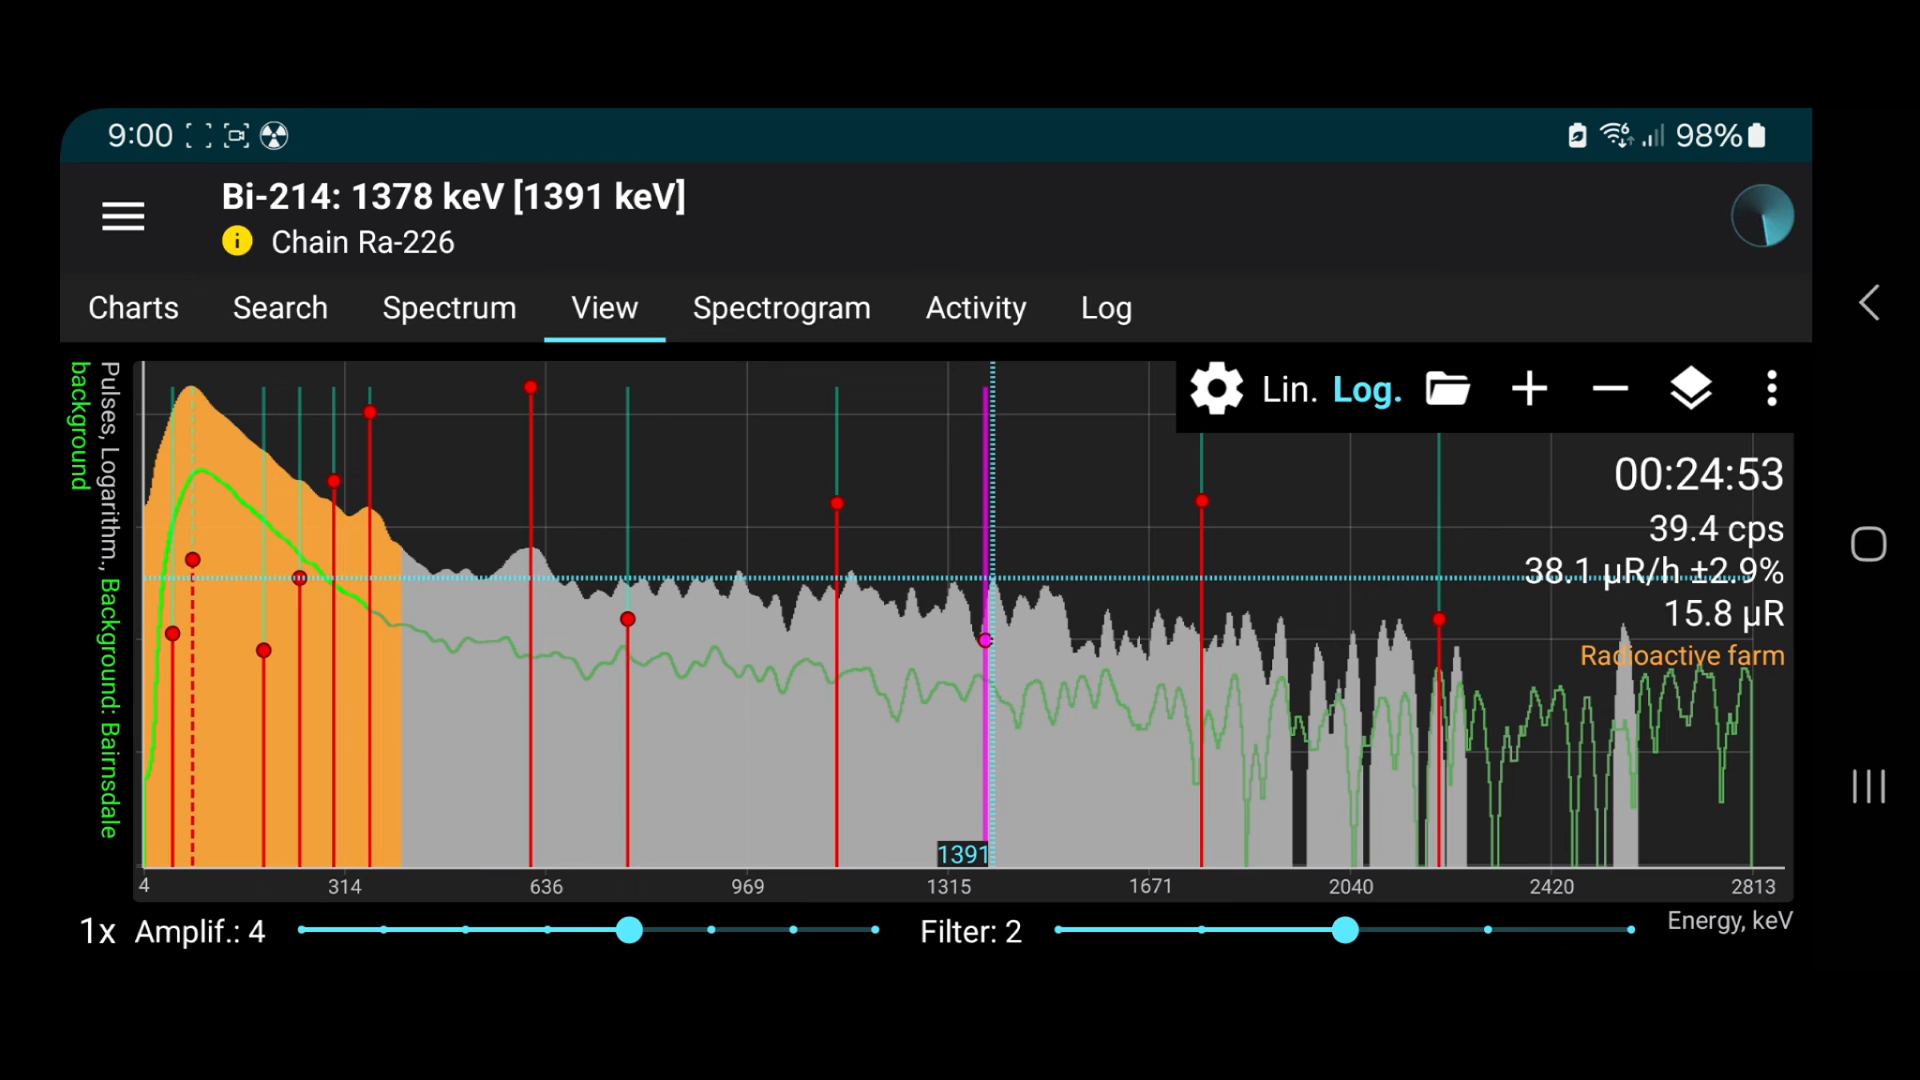 9:00
98%
Bi-214: 1378 keV [1391 keV]
Chain Ra-226
Charts Search Spectrum View Spectrogram Activity Log
Pulses, Logarithm., Background: Bairnsdale
background
Lin. Log.
00:24:53
39.4 cps
38.1 µR/h ±2.9%
15.8 µR
Radioactive farm
1391
4 314 636 969 1315 1671 2040 2420 2813
1x Amplif.: 4 Filter: 2 Energy, keV